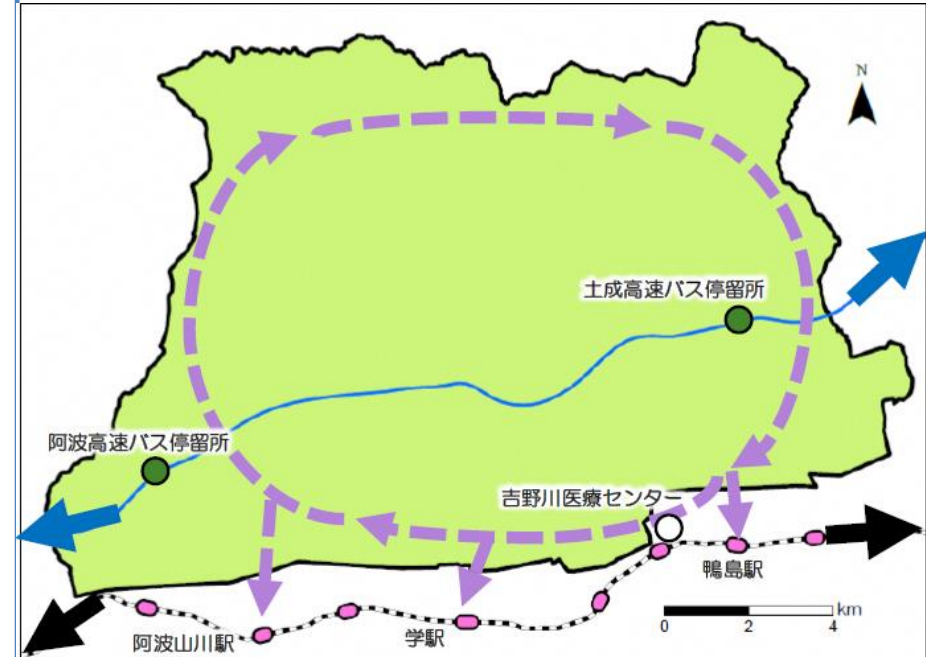 N
土成高速バス停留所
阿波高速バス停留所
吉野川医療センター
鴨島駅
学駅
阿波山川駅
km
0 2 4